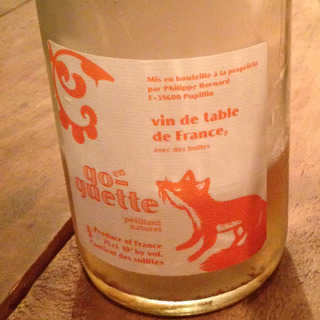 Mis en bouteille à la propriété
par Philippe Bornard
F-39600 Pupillin
vin de table
de France,
avec des bulles
en
go-
guette
pétillant
naturel
Produce of France
75cl 10° by vol.
Contient des sulfites